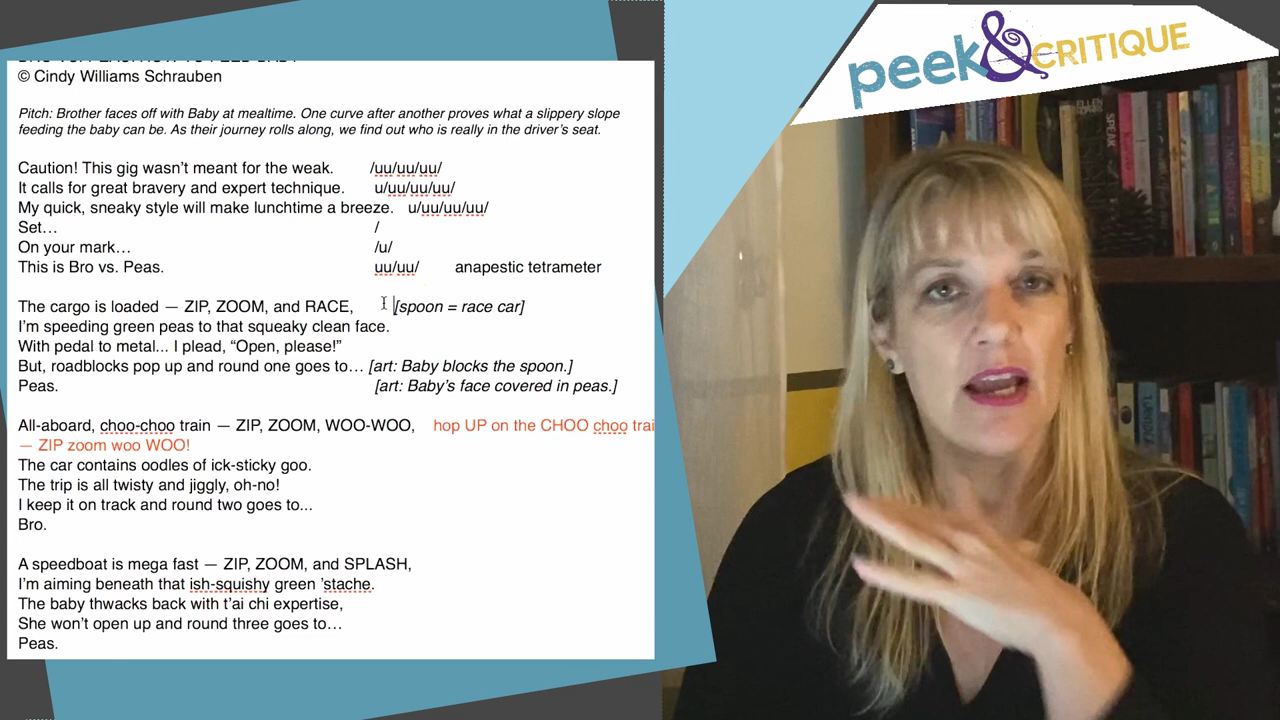 peek & CRITIQUE
© Cindy Williams Schrauben
Pitch: Brother faces off with Baby at mealtime. One curve after another proves what a slippery slope
feeding the baby can be. As their journey rolls along, we find out who is really in the driver’s seat.
Caution! This gig wasn’t meant for the weak. /uu/uu/uu/
It calls for great bravery and expert technique. u/uu/uu/uu/
My quick, sneaky style will make lunchtime a breeze. u/uu/uu/uu/
Set… /
On your mark… /u/
This is Bro vs. Peas. uu/uu/ anapestic tetrameter
The cargo is loaded — ZIP, ZOOM, and RACE, [spoon = race car]
I’m speeding green peas to that squeaky clean face.
With pedal to metal... I plead, “Open, please!”
But, roadblocks pop up and round one goes to… [art: Baby blocks the spoon.]
Peas. [art: Baby’s face covered in peas.]
All-aboard, choo-choo train — ZIP, ZOOM, WOO-WOO, hop UP on the CHOO choo trai
— ZIP zoom woo WOO!
The car contains oodles of ick-sticky goo.
The trip is all twisty and jiggly, oh-no!
I keep it on track and round two goes to...
Bro.
A speedboat is mega fast — ZIP, ZOOM, and SPLASH,
I’m aiming beneath that ish-squishy green ’stache.
The baby thwacks back with t’ai chi expertise,
She won’t open up and round three goes to…
Peas.